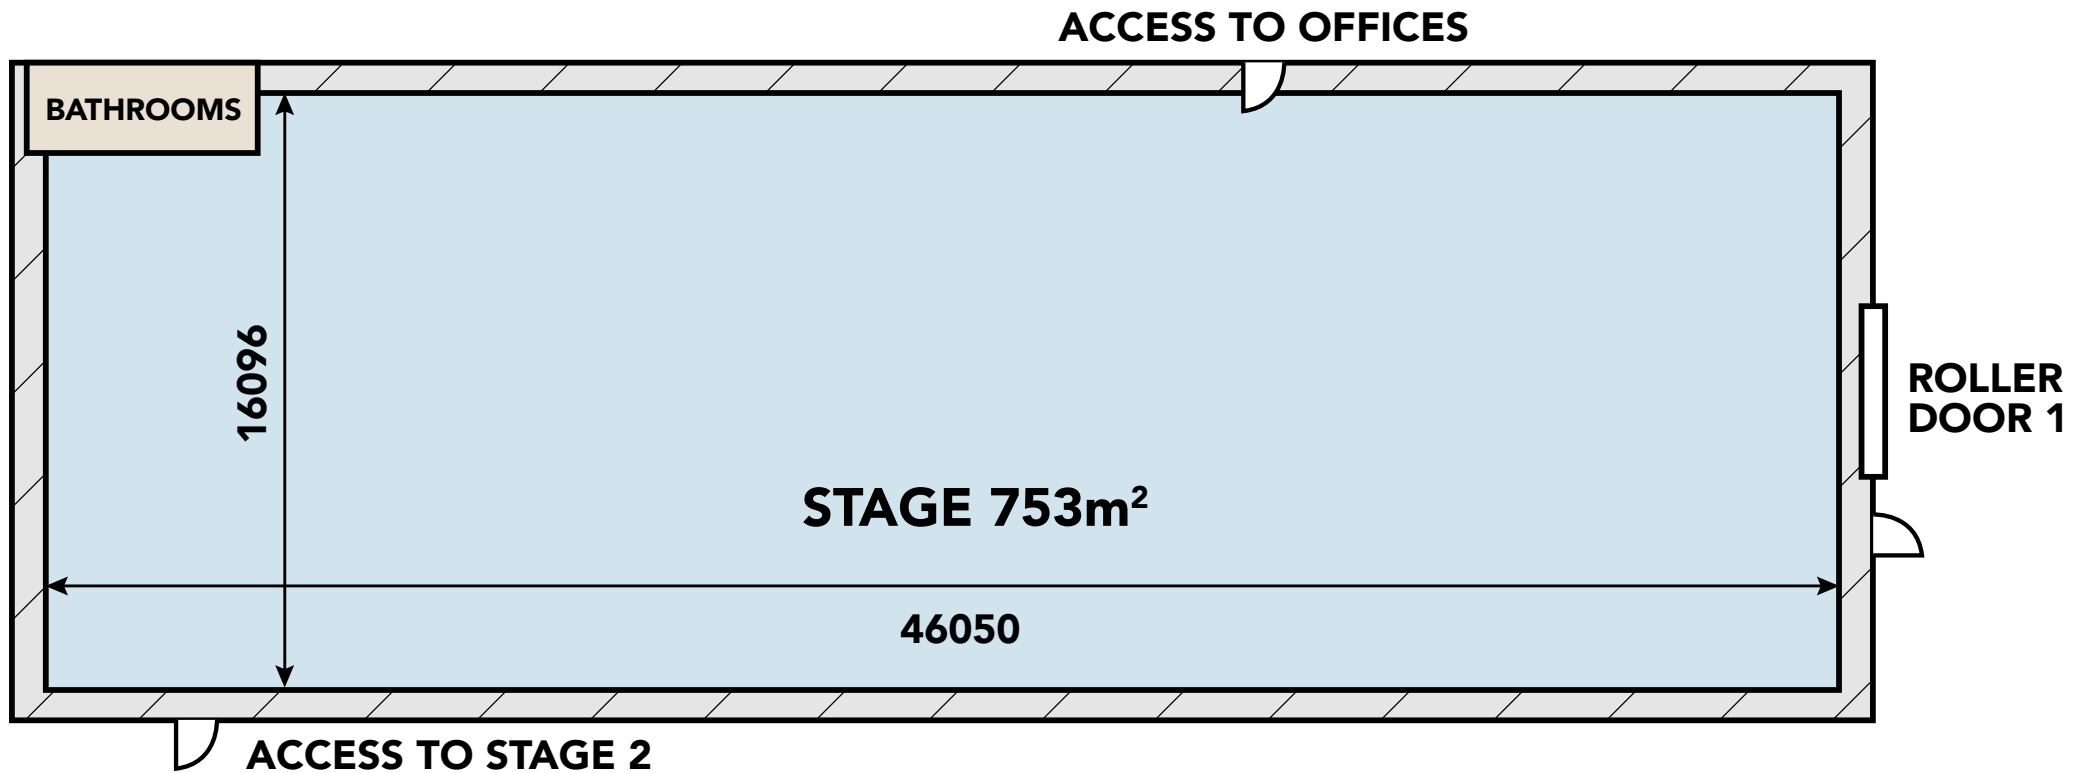 ACCESS TO OFFICES
BATHROOMS
16096
ROLLER
DOOR 1
STAGE 753m²
46050
ACCESS TO STAGE 2